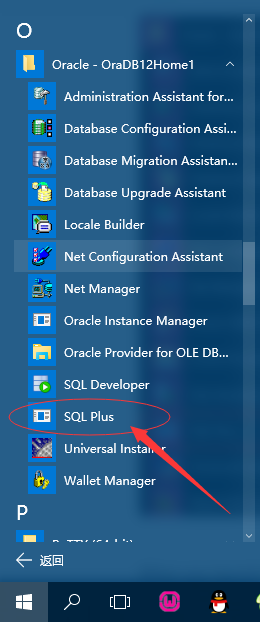 O
Oracle - OraDB12Home1
Administration Assistant for...
Database Configuration Assi...
Database Migration Assistan...
Database Upgrade Assistant
Locale Builder
Net Configuration Assistant
Net Manager
Oracle Instance Manager
Oracle Provider for OLE DB...
SQL Developer
SQL Plus
Universal Installer
Wallet Manager
P
返回